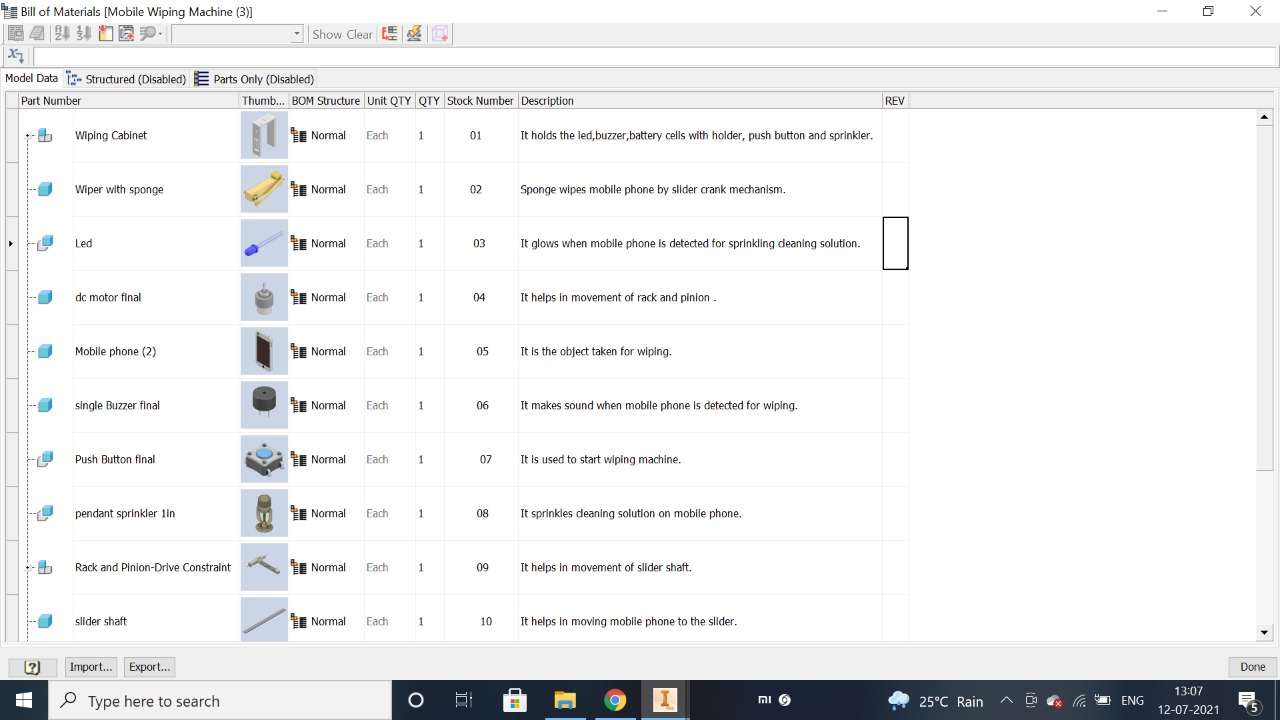 Bill of Materials [Mobile Wiping Machine (3)]
Show Clear
Model Data Structured (Disabled) Parts Only (Disabled)
Part Number Thumb... BOM Structure Unit QTY QTY Stock Number Description REV
Wiping Cabinet Normal Each 1 01 It holds the led,buzzer,battery cells with holder, push button and sprinkler.
Wiper with sponge Normal Each 1 02 Sponge wipes mobile phone by slider crank mechanism.
Led Normal Each 1 03 It glows when mobile phone is detected for sprinkling cleaning solution.
dc motor final Normal Each 1 04 It helps in movement of rack and pinion .
Mobile phone (2) Normal Each 1 05 It is the object taken for wiping.
single Buzzer final Normal Each 1 06 It makes sound when mobile phone is detected for wiping.
Push Button final Normal Each 1 07 It is used to start wiping machine.
pendant sprinkler 1in Normal Each 1 08 It sprinkles cleaning solution on mobile phone.
Rack and Pinion-Drive Constraint Normal Each 1 09 It helps in movement of slider shaft.
slider shaft Normal Each 1 10 It helps in moving mobile phone to the slider.
Import... Export... Done
Type here to search 25°C Rain ENG 13:07
12-07-2021 5